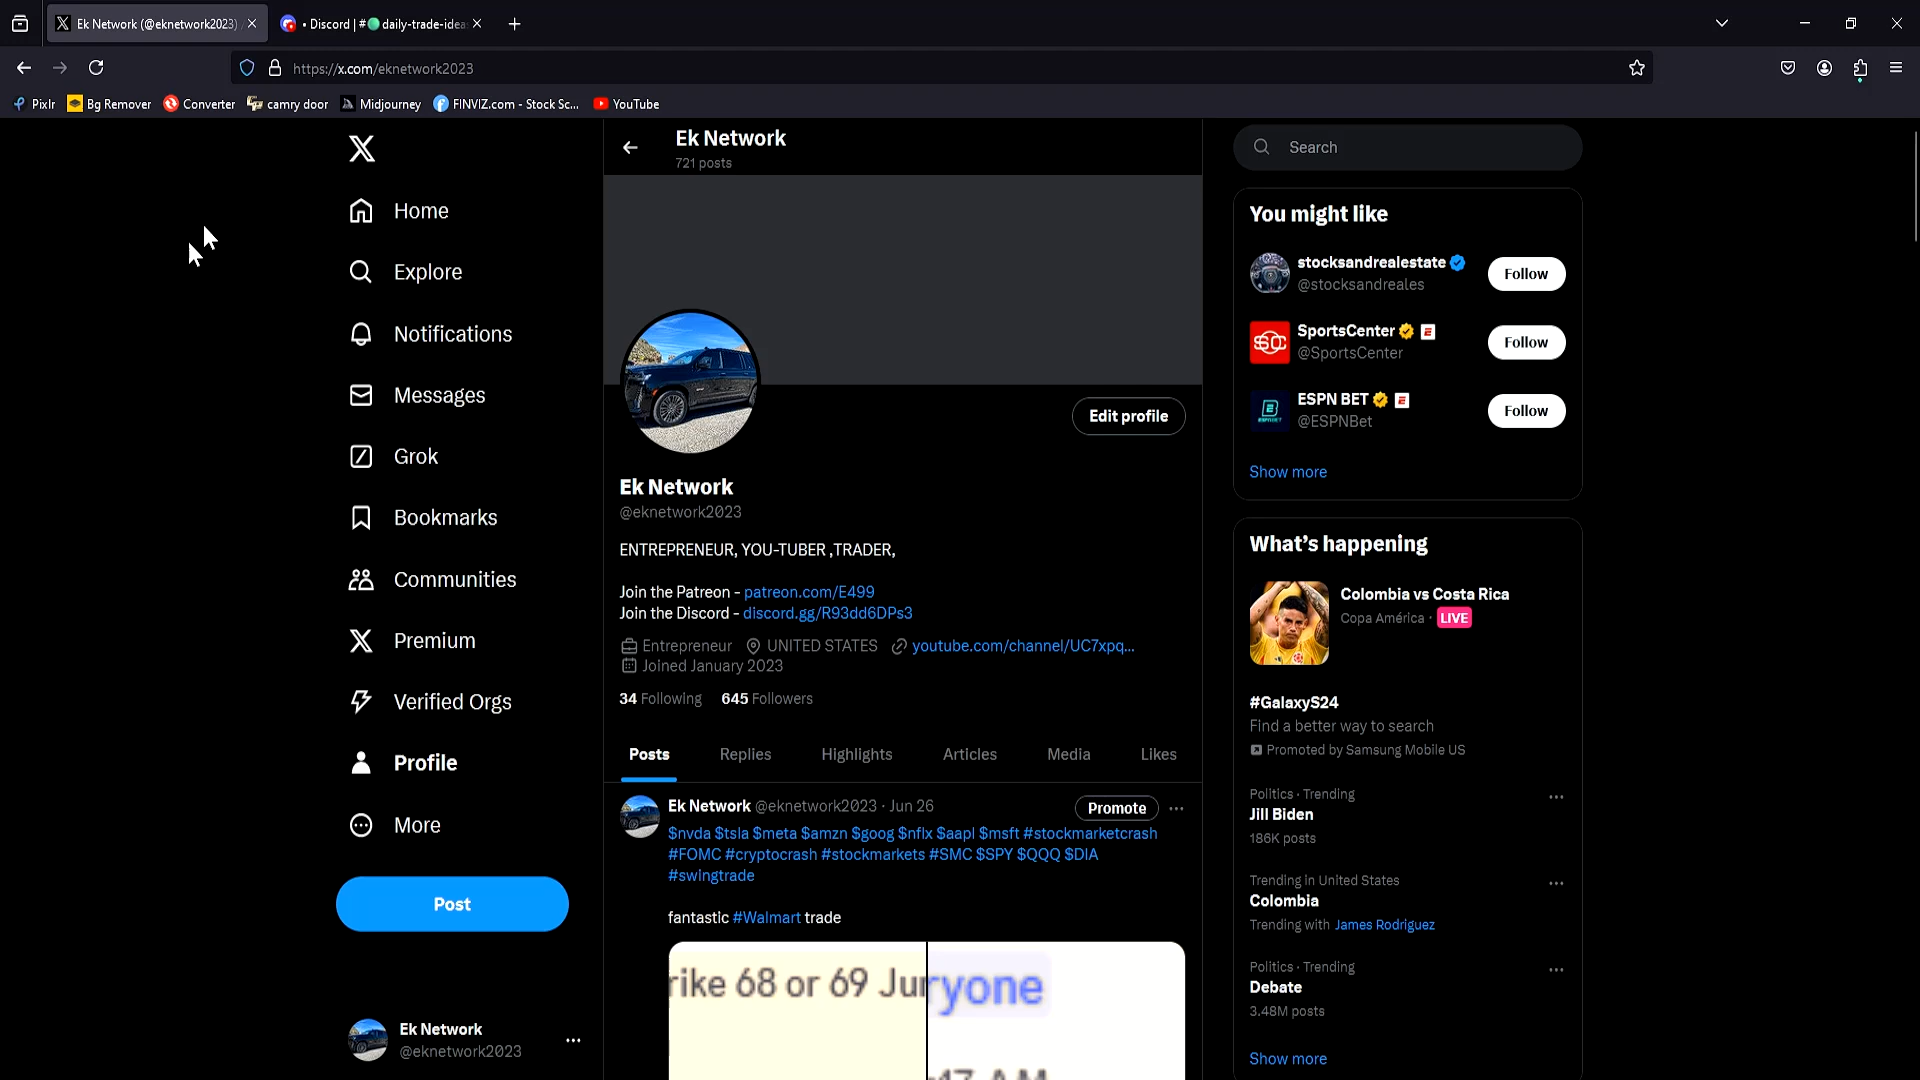 Ek Network (@eknetwork2023)
• Discord | # daily-trade-idea
https://x.com/eknetwork2023
Pixlr
Bg Remover
Converter
camry door
Midjourney
FINVIZ.com - Stock Sc...
YouTube
Home
Explore
Notifications
Messages
Grok
Bookmarks
Communities
Premium
Verified Orgs
Profile
More
Post
Ek Network
@eknetwork2023
Ek Network
721 posts
Edit profile
Ek Network
@eknetwork2023
ENTREPRENEUR, YOU-TUBER ,TRADER,
Join the Patreon - patreon.com/E499
Join the Discord - discord.gg/R93dd6DPs3
Entrepreneur UNITED STATES youtube.com/channel/UC7xpq...
Joined January 2023
34 Following 645 Followers
Posts Replies Highlights Articles Media Likes
Ek Network @eknetwork2023 · Jun 26
Promote
$nvda $tsla $meta $amzn $goog $nflx $aapl $msft #stockmarketcrash
#FOMC #cryptocrash #stockmarkets #SMC $SPY $QQQ $DIA
#swingtrade
fantastic #Walmart trade
rike 68 or 69 Jun
ryone
Search
You might like
stocksandrealestate
@stocksandreales
Follow
SportsCenter
@SportsCenter
Follow
ESPN BET
@ESPNBet
Follow
Show more
What's happening
Colombia vs Costa Rica
Copa América · LIVE
#GalaxyS24
Find a better way to search
Promoted by Samsung Mobile US
Politics · Trending
Jill Biden
186K posts
Trending in United States
Colombia
Trending with James Rodriguez
Politics · Trending
Debate
3.48M posts
Show more